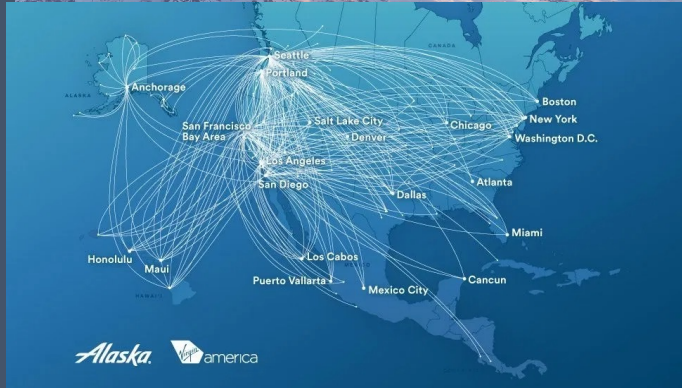 CANADA
Seattle
Portland
ALASKA
Anchorage
Boston
New York
San Francisco
Bay Area
Salt Lake City
Denver
Chicago
Washington D.C.
Los Angeles
San Diego
Atlanta
Dallas
Miami
Honolulu
Maui
Los Cabos
MEXICO
Puerto Vallarta
Mexico City
Cancun
HAWAII
Alaska.
Virgin america